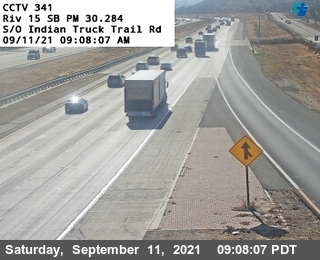 CCTV 341
Riv 15 SB PM 30.284
S/O Indian Truck Trail Rd
09/11/21 09:08:07 AM
Saturday, September 11, 2021 09:08:07 PDT